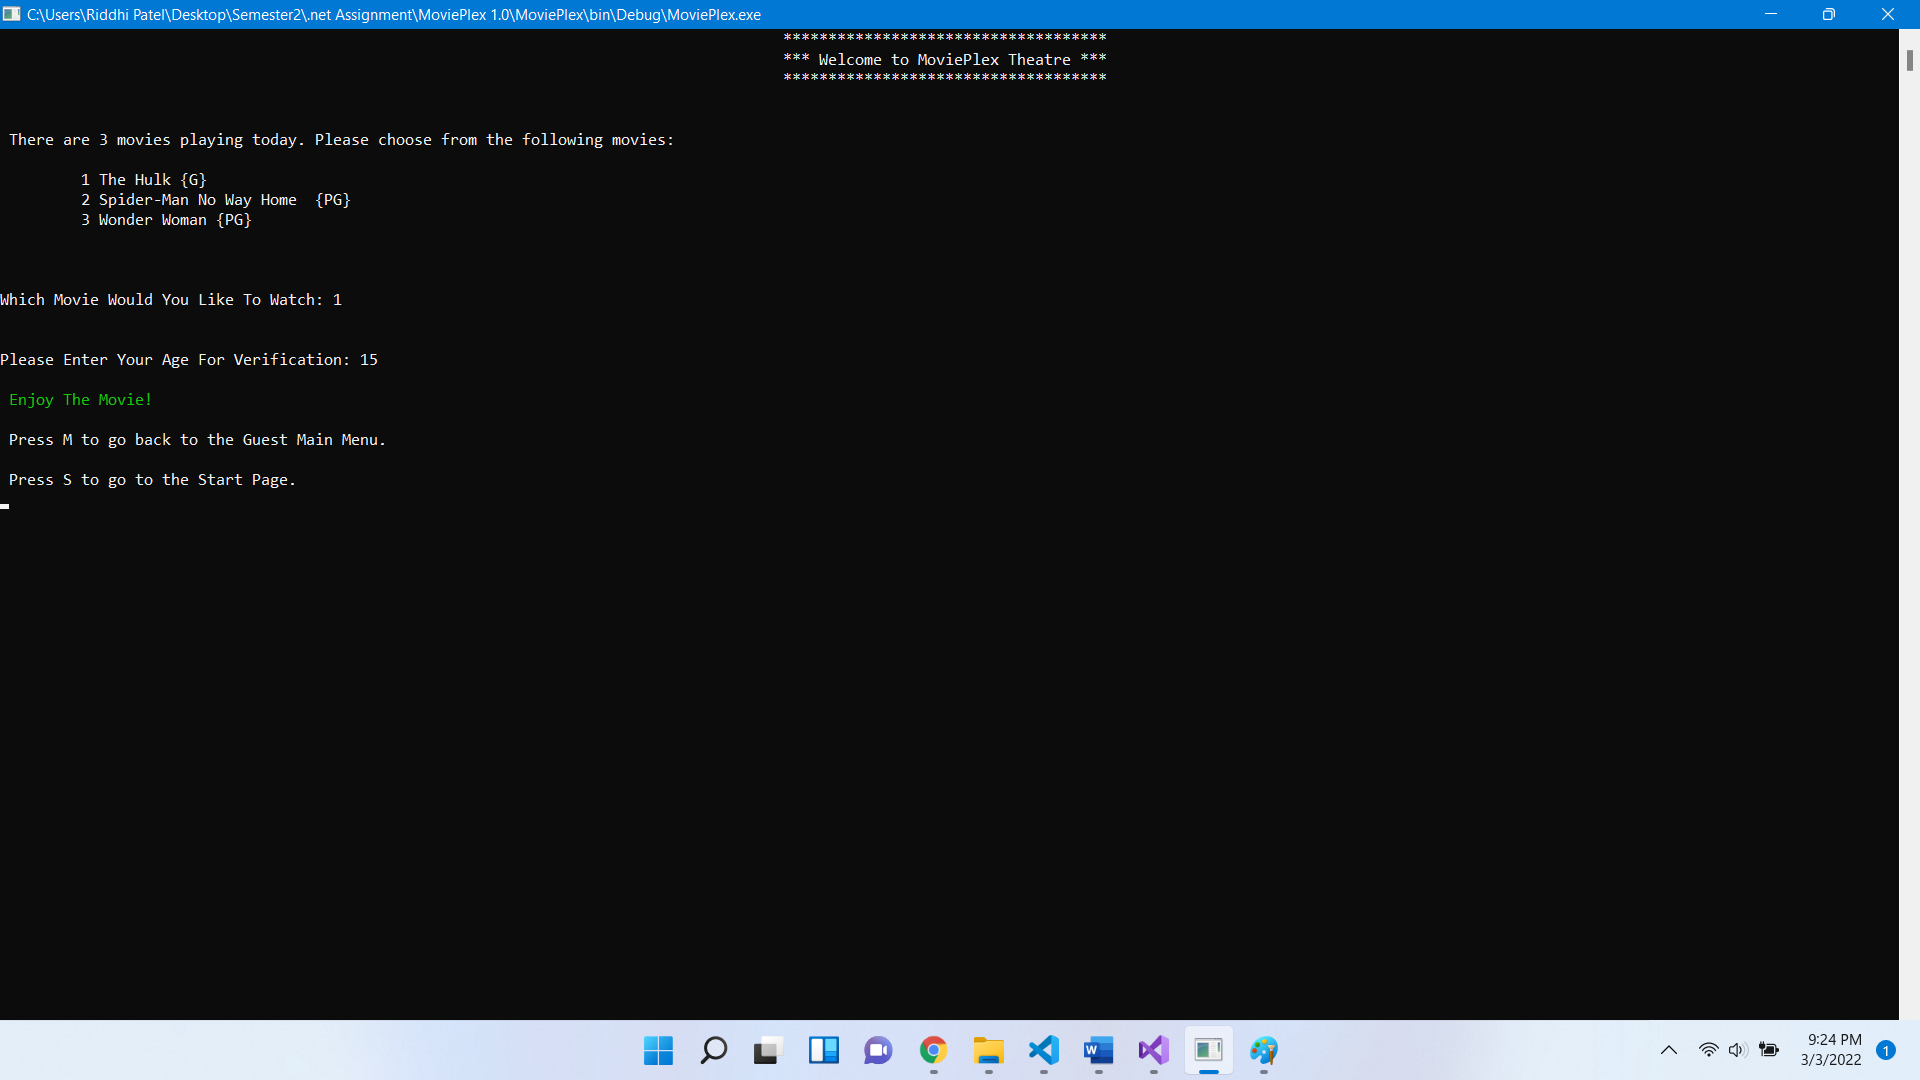 C:\Users\Riddhi Patel\Desktop\Semester2\.net Assignment\MoviePlex 1.0\MoviePlex\bin\Debug\MoviePlex.exe
************************************
*** Welcome to MoviePlex Theatre ***
************************************
There are 3 movies playing today. Please choose from the following movies:
1 The Hulk {G}
2 Spider-Man No Way Home  {PG}
3 Wonder Woman {PG}
Which Movie Would You Like To Watch: 1
Please Enter Your Age For Verification: 15
Enjoy The Movie!
Press M to go back to the Guest Main Menu.
Press S to go to the Start Page.
W
9:24 PM
3/3/2022
1